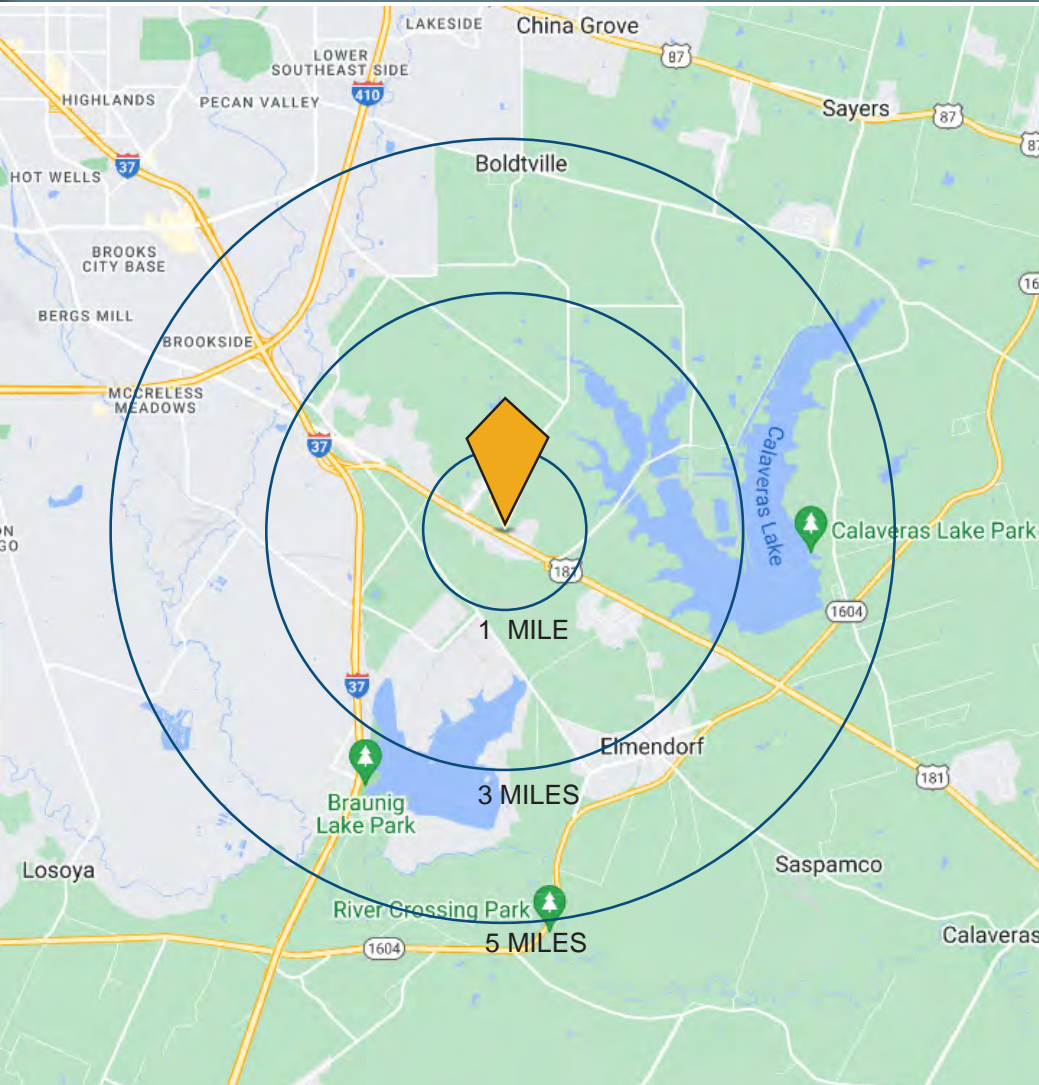 LAKESIDE
China Grove
87
LOWER
SOUTHEAST SIDE
410
HIGHLANDS
PECAN VALLEY
Sayers
87
87
37
Boldtville
HOT WELLS
BROOKS
CITY BASE
16
BERGS MILL
BROOKSIDE
MCCRELESS
MEADOWS
37
Calaveras Lake
ON
GO
Calaveras Lake Park
181
1604
1 MILE
37
Elmendorf
181
3 MILES
Braunig
Lake Park
Saspamco
Losoya
River Crossing Park
5 MILES
1604
Calaveras